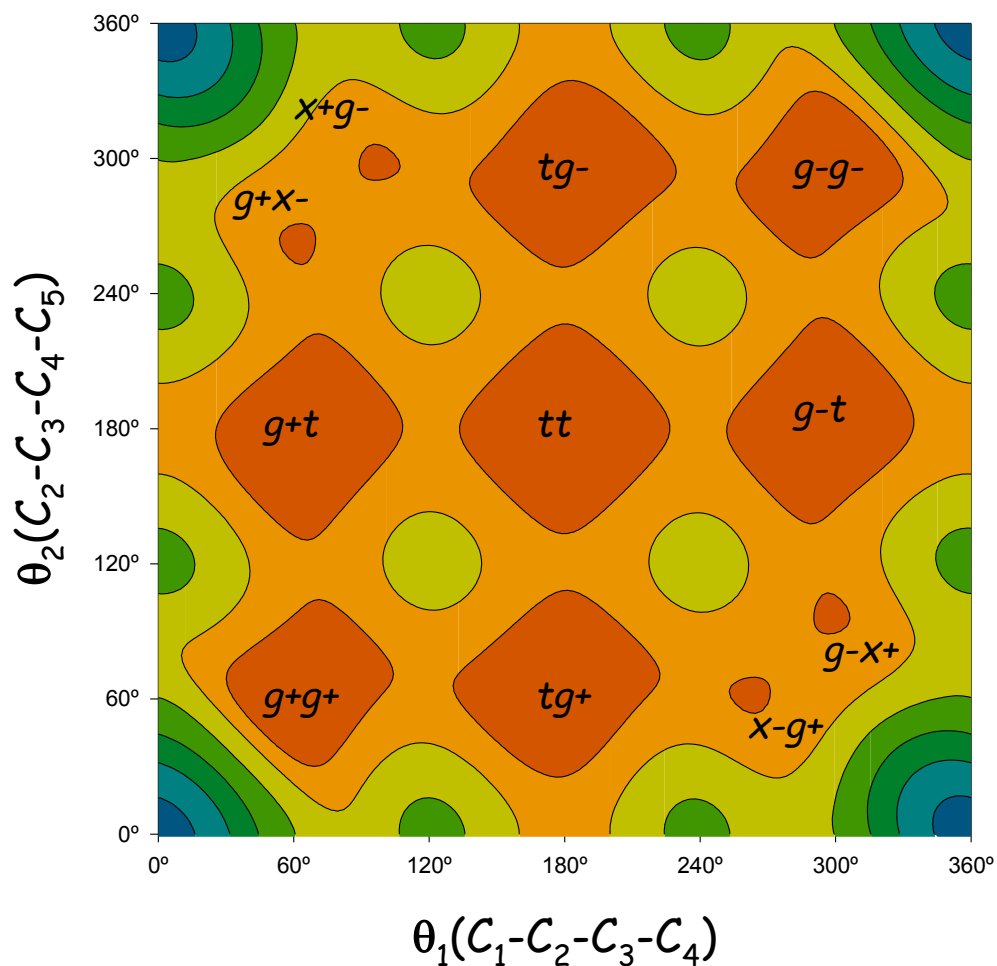 360º
x+g-
300º
tg-
g-g-
g+x-
240º
g+t
tt
g-t
180º
120º
g-x+
60º
g+g+
tg+
x-g+
0º
0º 60º 120º 180º 240º 300º 360º
θ₁(C₁-C₂-C₃-C₄)
θ₂(C₂-C₃-C₄-C₅)